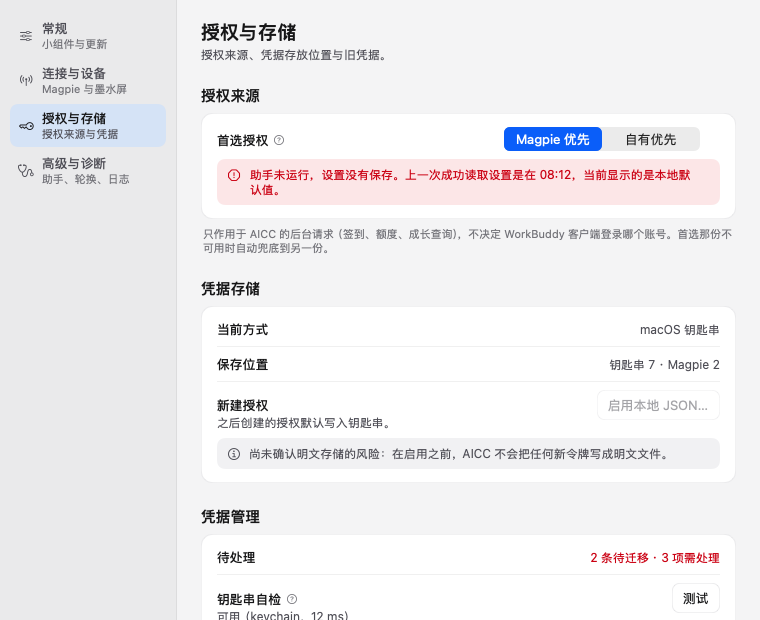 常规
小组件与更新
连接与设备
Magpie 与墨水屏
授权与存储
授权来源与凭据
高级与诊断
助手、轮换、日志
授权与存储
授权来源、凭据存放位置与旧凭据。
授权来源
首选授权
Magpie 优先
自有优先
助手未运行，设置没有保存。上一次成功读取设置是在 08:12，当前显示的是本地默
认值。
只作用于 AICC 的后台请求 (签到、额度、成长查询)，不决定 WorkBuddy 客户端登录哪个账号。首选那份不
可用时自动兜底到另一份。
凭据存储
当前方式
macOS 钥匙串
保存位置
钥匙串 7 · Magpie 2
新建授权
之后创建的授权默认写入钥匙串。
启用本地 JSON…
尚未确认明文存储的风险：在启用之前，AICC 不会把任何新令牌写成明文文件。
凭据管理
待处理
2 条待迁移 · 3 项需处理
钥匙串自检
可用 (keychain，12 ms)
测试